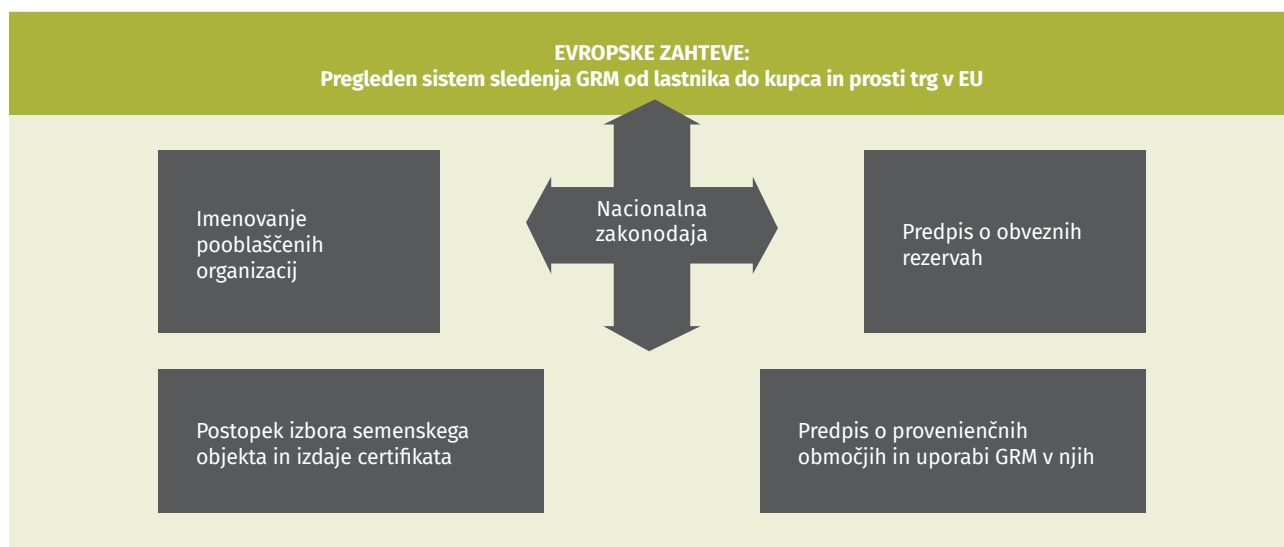 EVROPSKE ZAHTEVE:
Pregleden sistem sledenja GRM od lastnika do kupca in prosti trg v EU
Imenovanje
pooblaščenih
organizacij
Nacionalna
zakonodaja
Predpis o obveznih
rezervah
Postopek izbora semenskega
objekta in izdaje certifikata
Predpis o provenienčnih
območjih in uporabi GRM v njih